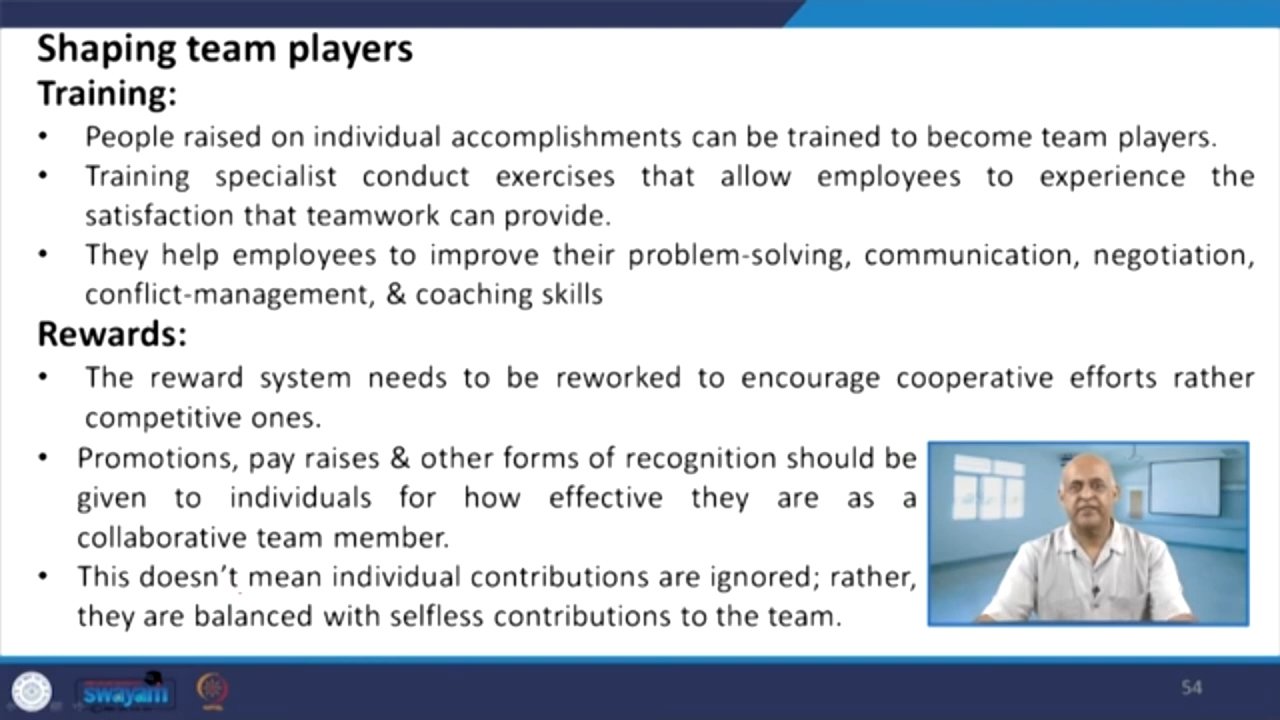 Shaping team players
Training:
• People raised on individual accomplishments can be trained to become team players.
• Training specialist conduct exercises that allow employees to experience the
satisfaction that teamwork can provide.
• They help employees to improve their problem-solving, communication, negotiation,
conflict-management, & coaching skills
Rewards:
• The reward system needs to be reworked to encourage cooperative efforts rather
competitive ones.
• Promotions, pay raises & other forms of recognition should be
given to individuals for how effective they are as a
collaborative team member.
• This doesn't mean individual contributions are ignored; rather,
they are balanced with selfless contributions to the team.
swayam
54